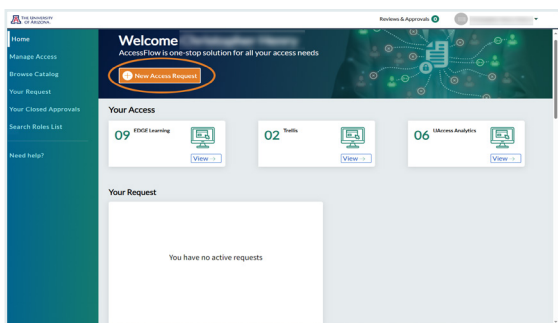 THE UNIVERSITY
OF ARIZONA
Reviews & Approvals 0
Home
Manage Access
Browse Catalog
Your Request
Your Closed Approvals
Search Roles List
Need help?
Welcome
AccessFlow is one-stop solution for all your access needs
New Access Request
Your Access
09 EDGE Learning
View →
02 Trellis
View →
06 UAccess Analytics
View →
Your Request
You have no active requests